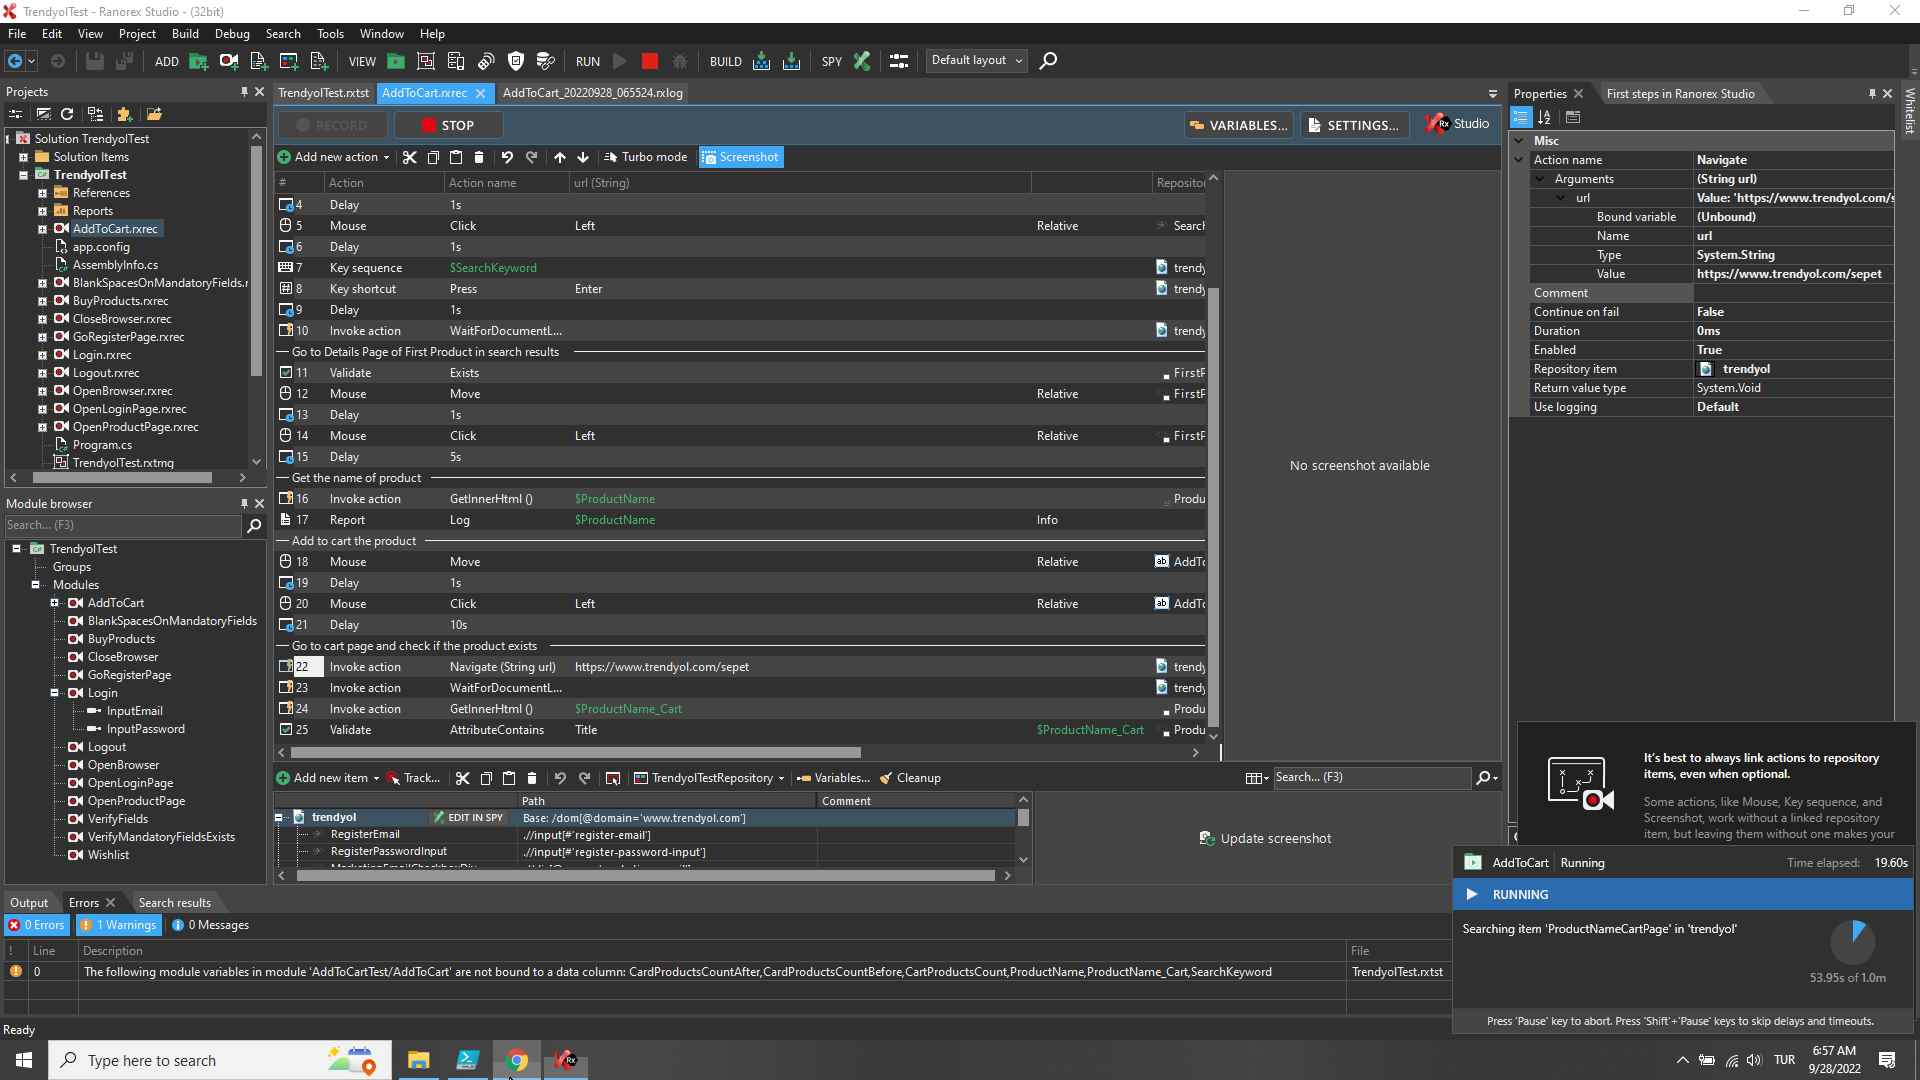 TrendyolTest - Ranorex Studio - (32bit)
File Edit View Project Build Debug Search Tools Window Help
ADD VIEW RUN BUILD SPY Default layout
Projects
Solution TrendyolTest
Solution Items
TrendyolTest
References
Reports
AddToCart.rxrec
app.config
AssemblyInfo.cs
BlankSpacesOnMandatoryFields.r
BuyProducts.rxrec
CloseBrowser.rxrec
GoRegisterPage.rxrec
Login.rxrec
Logout.rxrec
OpenBrowser.rxrec
OpenLoginPage.rxrec
OpenProductPage.rxrec
Program.cs
TrendyolTest.rxtmg
Module browser
Search... (F3)
TrendyolTest
Groups
Modules
AddToCart
BlankSpacesOnMandatoryFields
BuyProducts
CloseBrowser
GoRegisterPage
Login
InputEmail
InputPassword
Logout
OpenBrowser
OpenLoginPage
OpenProductPage
VerifyFields
VerifyMandatoryFieldsExists
Wishlist
TrendyolTest.rxtst AddToCart.rxrec AddToCart_20220928_065524.rxlog
RECORD STOP VARIABLES... SETTINGS... Rx Studio
Add new action Turbo mode Screenshot
# Action Action name url (String) Reposito
4 Delay 1s
5 Mouse Click Left Relative Search
6 Delay 1s
7 Key sequence $SearchKeyword trendy
8 Key shortcut Press Enter trendy
9 Delay 1s
10 Invoke action WaitForDocumentL... trendy
Go to Details Page of First Product in search results
11 Validate Exists FirstP
12 Mouse Move Relative FirstP
13 Delay 1s
14 Mouse Click Left Relative FirstP
15 Delay 5s
Get the name of product
16 Invoke action GetInnerHtml () $ProductName Produ
17 Report Log $ProductName Info
Add to cart the product
18 Mouse Move Relative ab AddTo
19 Delay 1s
20 Mouse Click Left Relative ab AddTo
21 Delay 10s
Go to cart page and check if the product exists
22 Invoke action Navigate (String url) https://www.trendyol.com/sepet trendy
23 Invoke action WaitForDocumentL... trendy
24 Invoke action GetInnerHtml () $ProductName_Cart Produ
25 Validate AttributeContains Title $ProductName_Cart Produ
No screenshot available
Add new item Track... TrendyolTestRepository Variables... Cleanup Search... (F3)
Path Comment
trendyol EDIT IN SPY Base: /dom[@domain='www.trendyol.com']
RegisterEmail .//input[#'register-email']
RegisterPasswordInput .//input[#'register-password-input']
Update screenshot
Properties First steps in Ranorex Studio
Whitelist
Misc
Action name Navigate
Arguments (String url)
url Value: 'https://www.trendyol.com/s
Bound variable (Unbound)
Name url
Type System.String
Value https://www.trendyol.com/sepet
Comment
Continue on fail False
Duration 0ms
Enabled True
Repository item trendyol
Return value type System.Void
Use logging Default
It's best to always link actions to repository
items, even when optional.
Some actions, like Mouse, Key sequence, and
Screenshot, work without a linked repository
item, but leaving them without one makes your
AddToCart Running Time elapsed: 19.60s
RUNNING
Searching item 'ProductNameCartPage' in 'trendyol'
53.95s of 1.0m
Press 'Pause' key to abort. Press 'Shift'+'Pause' keys to skip delays and timeouts.
Output Errors Search results
0 Errors 1 Warnings 0 Messages
! Line Description File
0 The following module variables in module 'AddToCartTest/AddToCart' are not bound to a data column: CardProductsCountAfter,CardProductsCountBefore,CartProductsCount,ProductName,ProductName_Cart,SearchKeyword TrendyolTest.rxtst
Ready
Type here to search
TUR
6:57 AM
9/28/2022